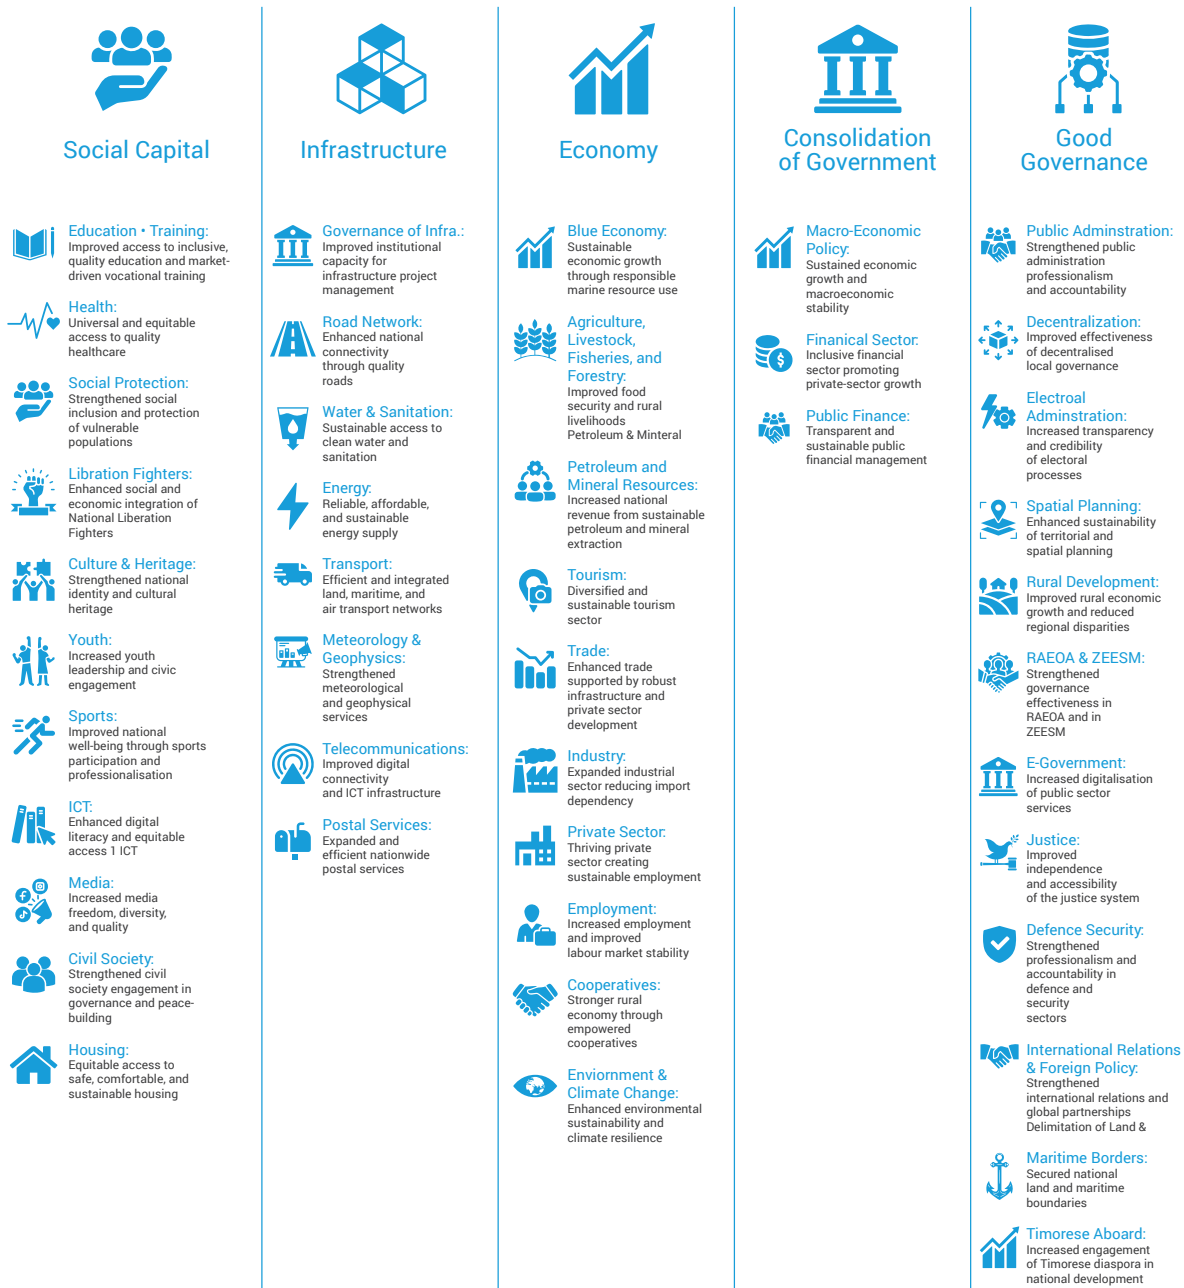 Social Capital
Education • Training:
Improved access to inclusive,
quality education and market-
driven vocational training
Health:
Universal and equitable
access to quality
healthcare
Social Protection:
Strengthened social
inclusion and protection
of vulnerable
populations
Libration Fighters:
Enhanced social and
economic integration of
National Liberation
Fighters
Culture & Heritage:
Strengthened national
identity and cultural
heritage
Youth:
Increased youth
leadership and civic
engagement
Sports:
Improved national
well-being through sports
participation and
professionalisation
ICT:
Enhanced digital
literacy and equitable
access 1 ICT
Media:
Increased media
freedom, diversity,
and quality
Civil Society:
Strengthened civil
society engagement in
governance and peace-
building
Housing:
Equitable access to
safe, comfortable, and
sustainable housing
Infrastructure
Governance of Infra.:
Improved institutional
capacity for
infrastructure project
management
Road Network:
Enhanced national
connectivity
through quality
roads
Water & Sanitation:
Sustainable access to
clean water and
sanitation
Energy:
Reliable, affordable,
and sustainable
energy supply
Transport:
Efficient and integrated
land, maritime, and
air transport networks
Meteorology &
Geophysics:
Strengthened
meteorological
and geophysical
services
Telecommunications:
Improved digital
connectivity
and ICT infrastructure
Postal Services:
Expanded and
efficient nationwide
postal services
Economy
Blue Economy:
Sustainable
economic growth
through responsible
marine resource use
Agriculture,
Livestock,
Fisheries, and
Forestry:
Improved food
security and rural
livelihoods
Petroleum & Minteral
Petroleum and
Mineral Resources:
Increased national
revenue from sustainable
petroleum and mineral
extraction
Tourism:
Diversified and
sustainable tourism
sector
Trade:
Enhanced trade
supported by robust
infrastructure and
private sector
development
Industry:
Expanded industrial
sector reducing import
dependency
Private Sector:
Thriving private
sector creating
sustainable employment
Employment:
Increased employment
and improved
labour market stability
Cooperatives:
Stronger rural
economy through
empowered
cooperatives
Enviornment &
Climate Change:
Enhanced environmental
sustainability and
climate resilience
Consolidation
of Government
Macro-Economic
Policy:
Sustained economic
growth and
macroeconomic
stability
Finanical Sector:
Inclusive financial
sector promoting
private-sector growth
Public Finance:
Transparent and
sustainable public
financial management
Good
Governance
Public Adminstration:
Strengthened public
administration
professionalism
and accountability
Decentralization:
Improved effectiveness
of decentralised
local governance
Electroal
Adminstration:
Increased transparency
and credibility
of electoral
processes
Spatial Planning:
Enhanced sustainability
of territorial and
spatial planning
Rural Development:
Improved rural economic
growth and reduced
regional disparities
RAEOA & ZEESM:
Strengthened
governance
effectiveness in
RAEOA and in
ZEESM
E-Government:
Increased digitalisation
of public sector
services
Justice:
Improved
independence
and accessibility
of the justice system
Defence Security:
Strengthened
professionalism and
accountability in
defence and
security
sectors
International Relations
& Foreign Policy:
Strengthened
international relations and
global partnerships
Delimitation of Land &
Maritime Borders:
Secured national
land and maritime
boundaries
Timorese Aboard:
Increased engagement
of Timorese diaspora in
national development